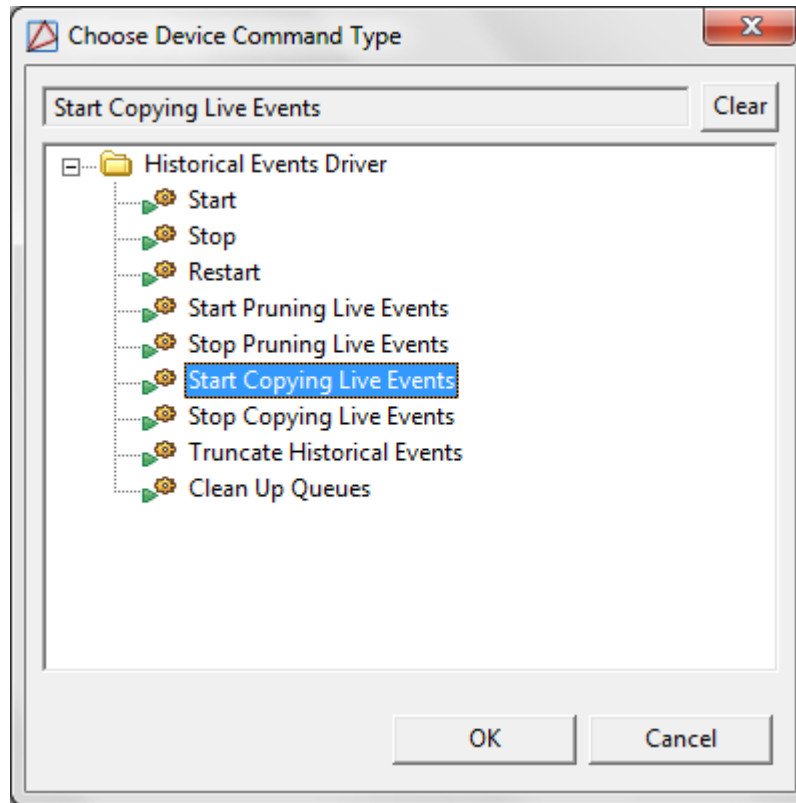 Choose Device Command Type
Start Copying Live Events
Clear
Historical Events Driver
Start
Stop
Restart
Start Pruning Live Events
Stop Pruning Live Events
Start Copying Live Events
Stop Copying Live Events
Truncate Historical Events
Clean Up Queues
OK
Cancel